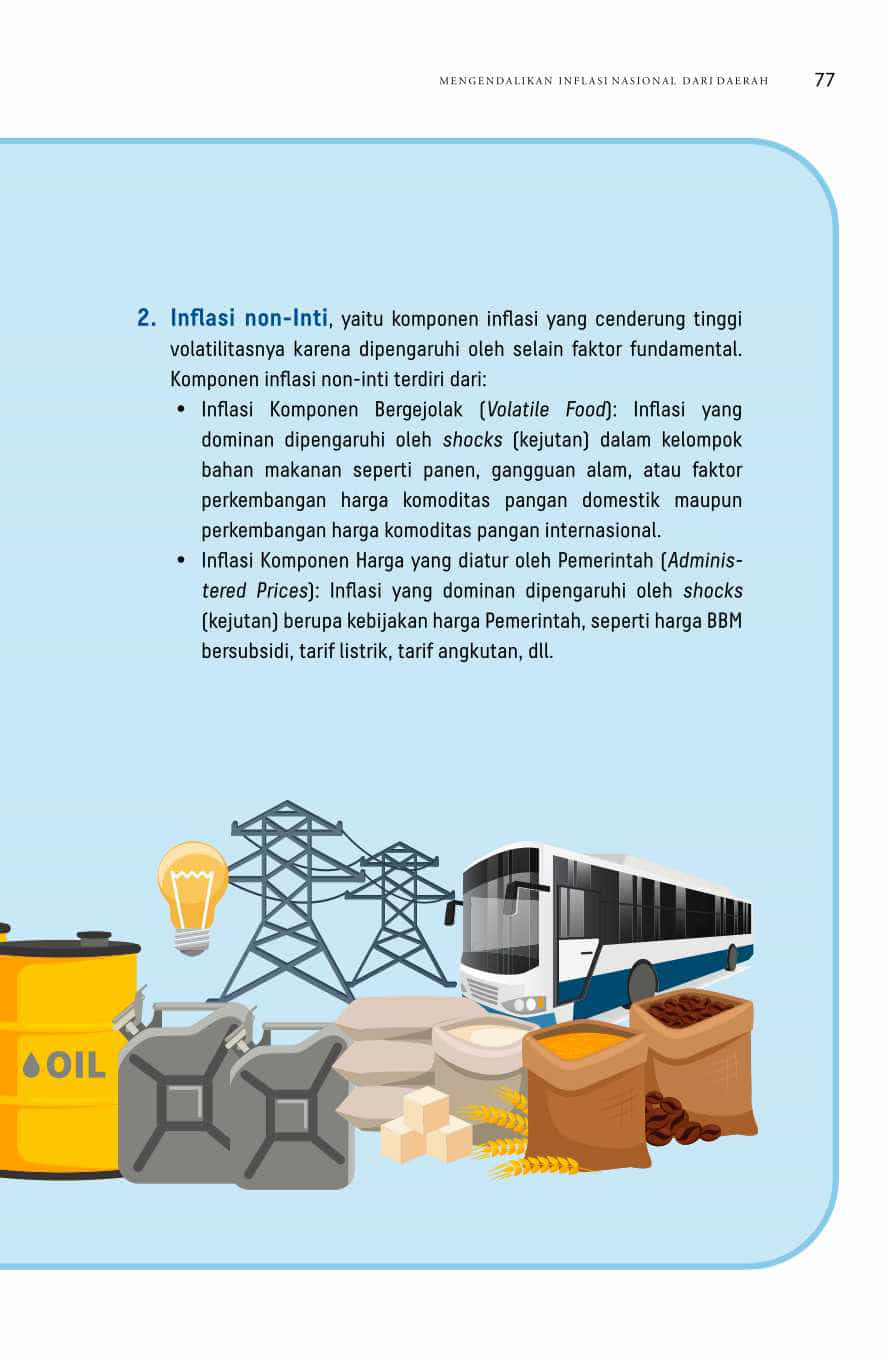 MENGENDALIKAN INFLASI NASIONAL DARI DAERAH 77
2. Inflasi non-Inti, yaitu komponen inflasi yang cenderung tinggi
volatilitasnya karena dipengaruhi oleh selain faktor fundamental.
Komponen inflasi non-inti terdiri dari:
• Inflasi Komponen Bergejolak (Volatile Food): Inflasi yang
dominan dipengaruhi oleh shocks (kejutan) dalam kelompok
bahan makanan seperti panen, gangguan alam, atau faktor
perkembangan harga komoditas pangan domestik maupun
perkembangan harga komoditas pangan internasional.
• Inflasi Komponen Harga yang diatur oleh Pemerintah (Adminis-
tered Prices): Inflasi yang dominan dipengaruhi oleh shocks
(kejutan) berupa kebijakan harga Pemerintah, seperti harga BBM
bersubsidi, tarif listrik, tarif angkutan, dll.
OIL